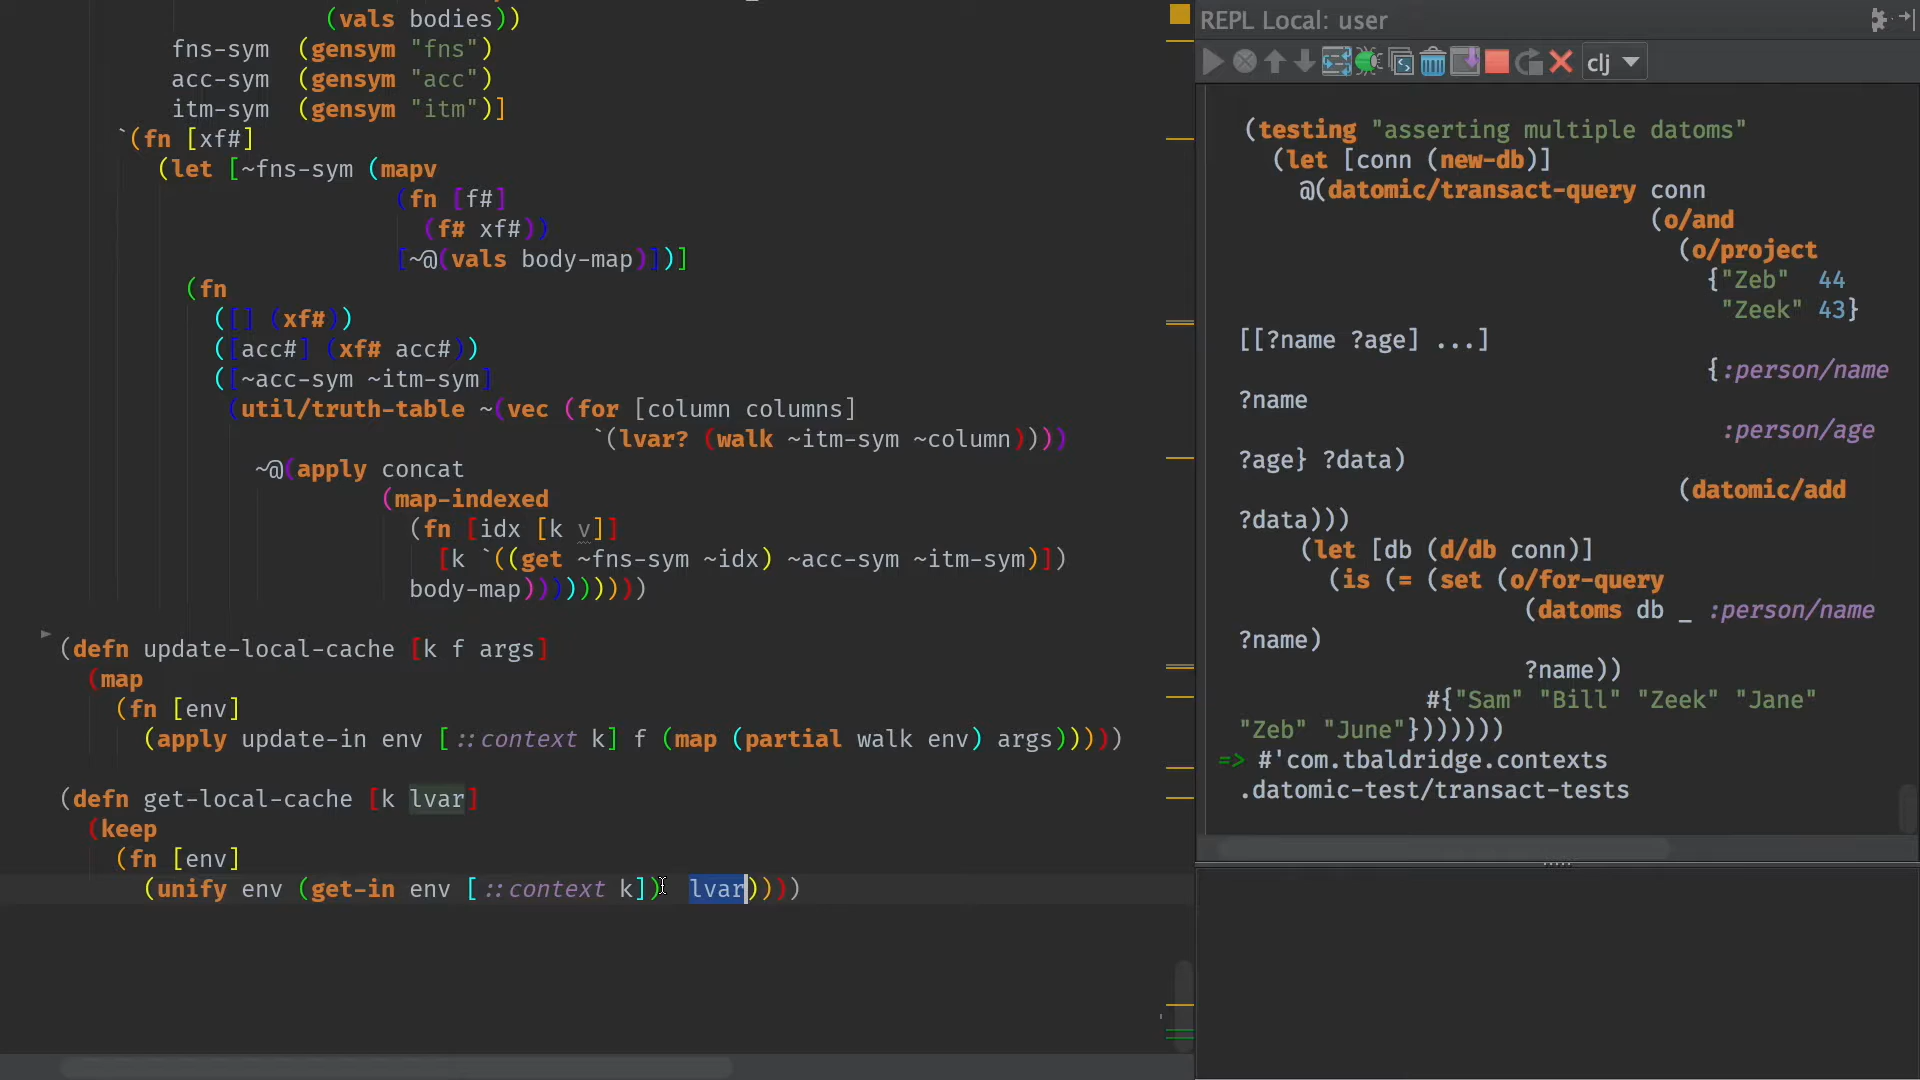 (vals bodies))
fns-sym  (gensym "fns")
acc-sym  (gensym "acc")
itm-sym  (gensym "itm")]
`(fn [xf#]
(let [~fns-sym (mapv
(fn [f#]
(f# xf#))
[~@(vals body-map)])]
(fn
([] (xf#))
([acc#] (xf# acc#))
([~acc-sym ~itm-sym]
(util/truth-table ~(vec (for [column columns]
`(lvar? (walk ~itm-sym ~column))))
~@(apply concat
(map-indexed
(fn [idx [k v]]
[k `((get ~fns-sym ~idx) ~acc-sym ~itm-sym)])
body-map)))))))))
(defn update-local-cache [k f args]
(map
(fn [env]
(apply update-in env [::context k] f (map (partial walk env) args)))))
(defn get-local-cache [k lvar]
(keep
(fn [env]
(unify env (get-in env [::context k])  lvar))))
REPL Local: user
clj
(testing "asserting multiple datoms"
(let [conn (new-db)]
@(datomic/transact-query conn
(o/and
(o/project
{"Zeb"  44
"Zeek" 43}
[[?name ?age] ...]
{:person/name
?name
:person/age
?age} ?data)
(datomic/add
?data)))
(let [db (d/db conn)]
(is (= (set (o/for-query
(datoms db _ :person/name
?name)
?name))
#{"Sam" "Bill" "Zeek" "Jane"
"Zeb" "June"})))))))
=> #'com.tbaldridge.contexts
.datomic-test/transact-tests